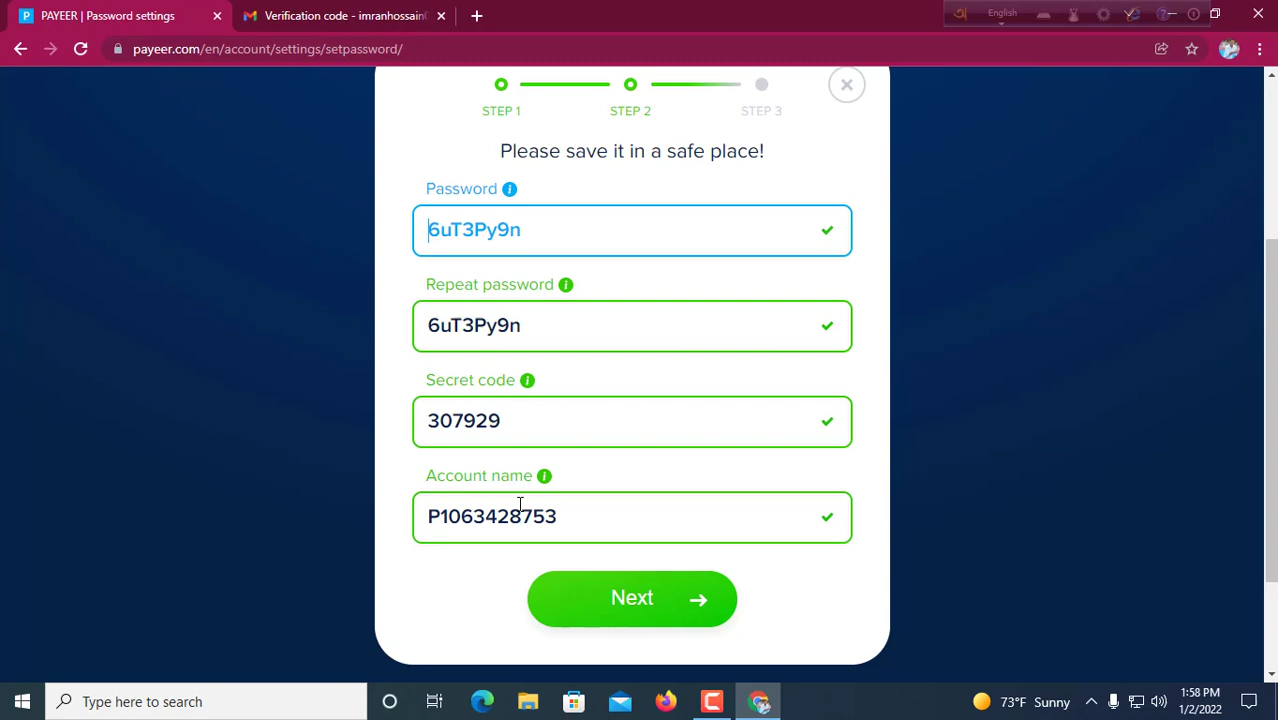 PAYEER | Password settings
Verification code - imranhossain
English
payeer.com/en/account/settings/setpassword/
STEP 1
STEP 2
STEP 3
Please save it in a safe place!
Password
6uT3Py9n
Repeat password
6uT3Py9n
Secret code
307929
Account name
P1063428753
Next
Type here to search
73°F Sunny
1:58 PM
1/2/2022